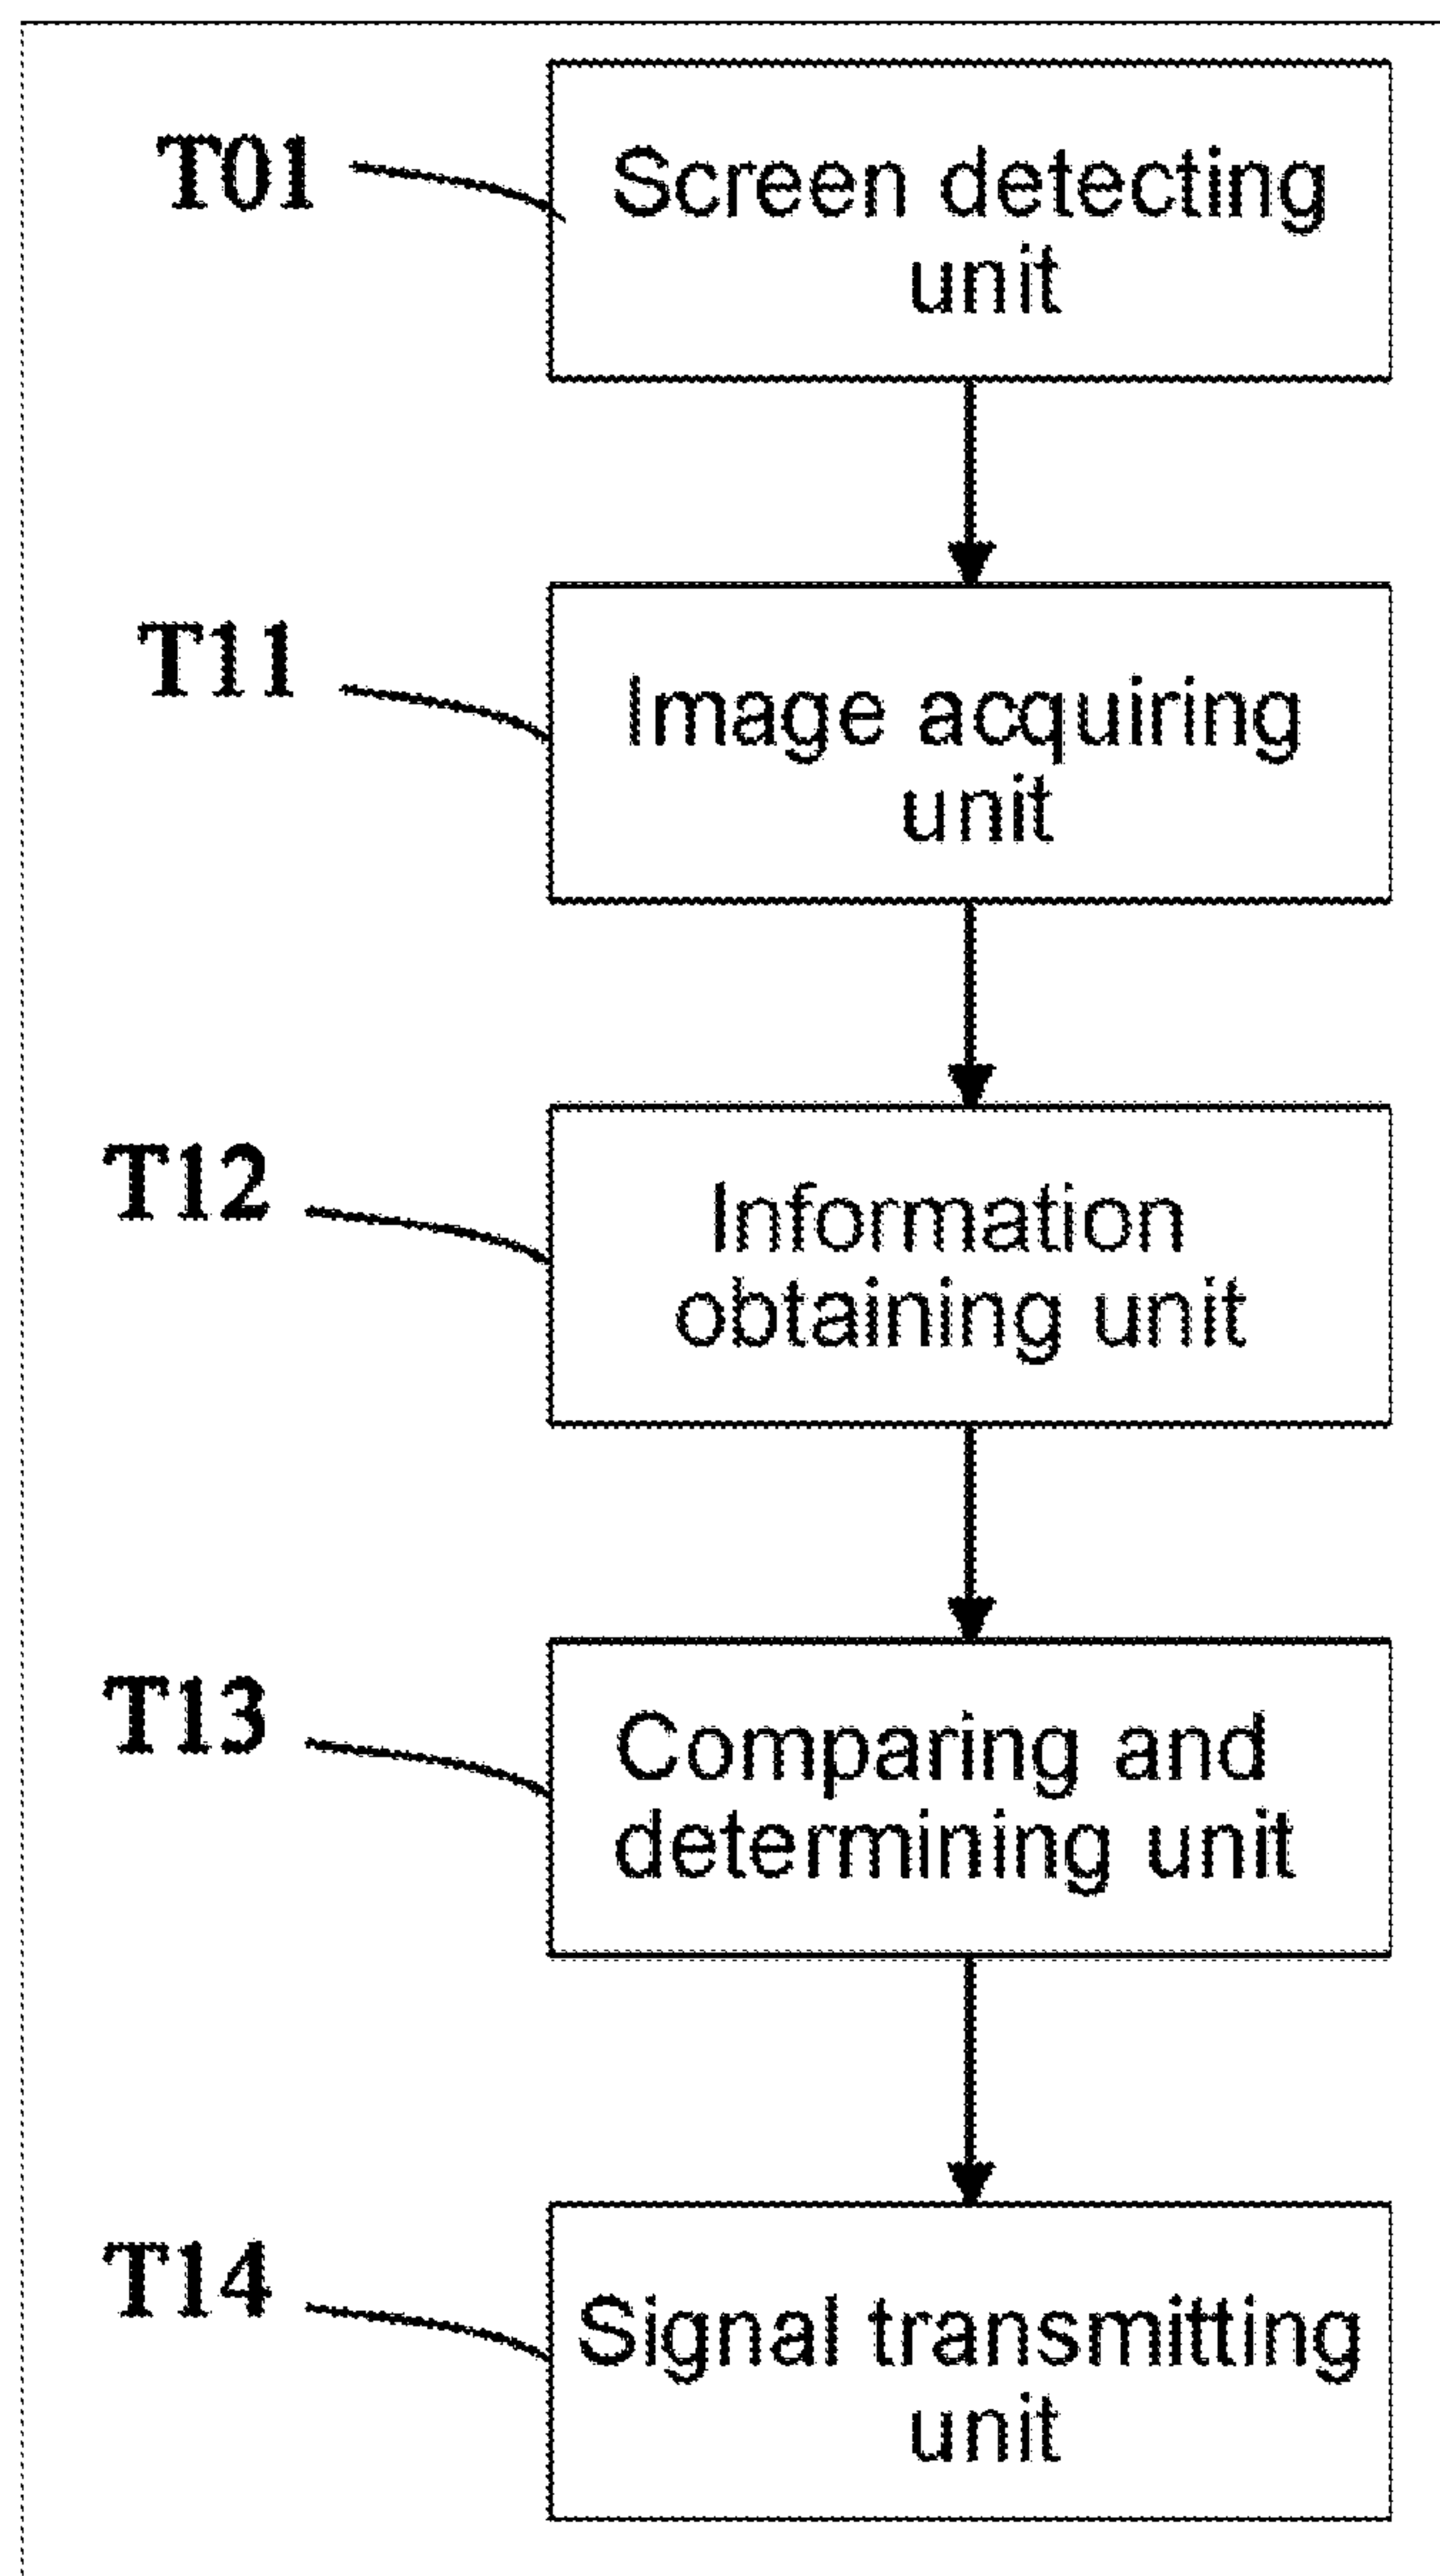 T01
Screen detecting
unit
T11
Image acquiring
unit
T12
Information
obtaining unit
T13
Comparing and
determining unit
T14
Signal transmitting
unit